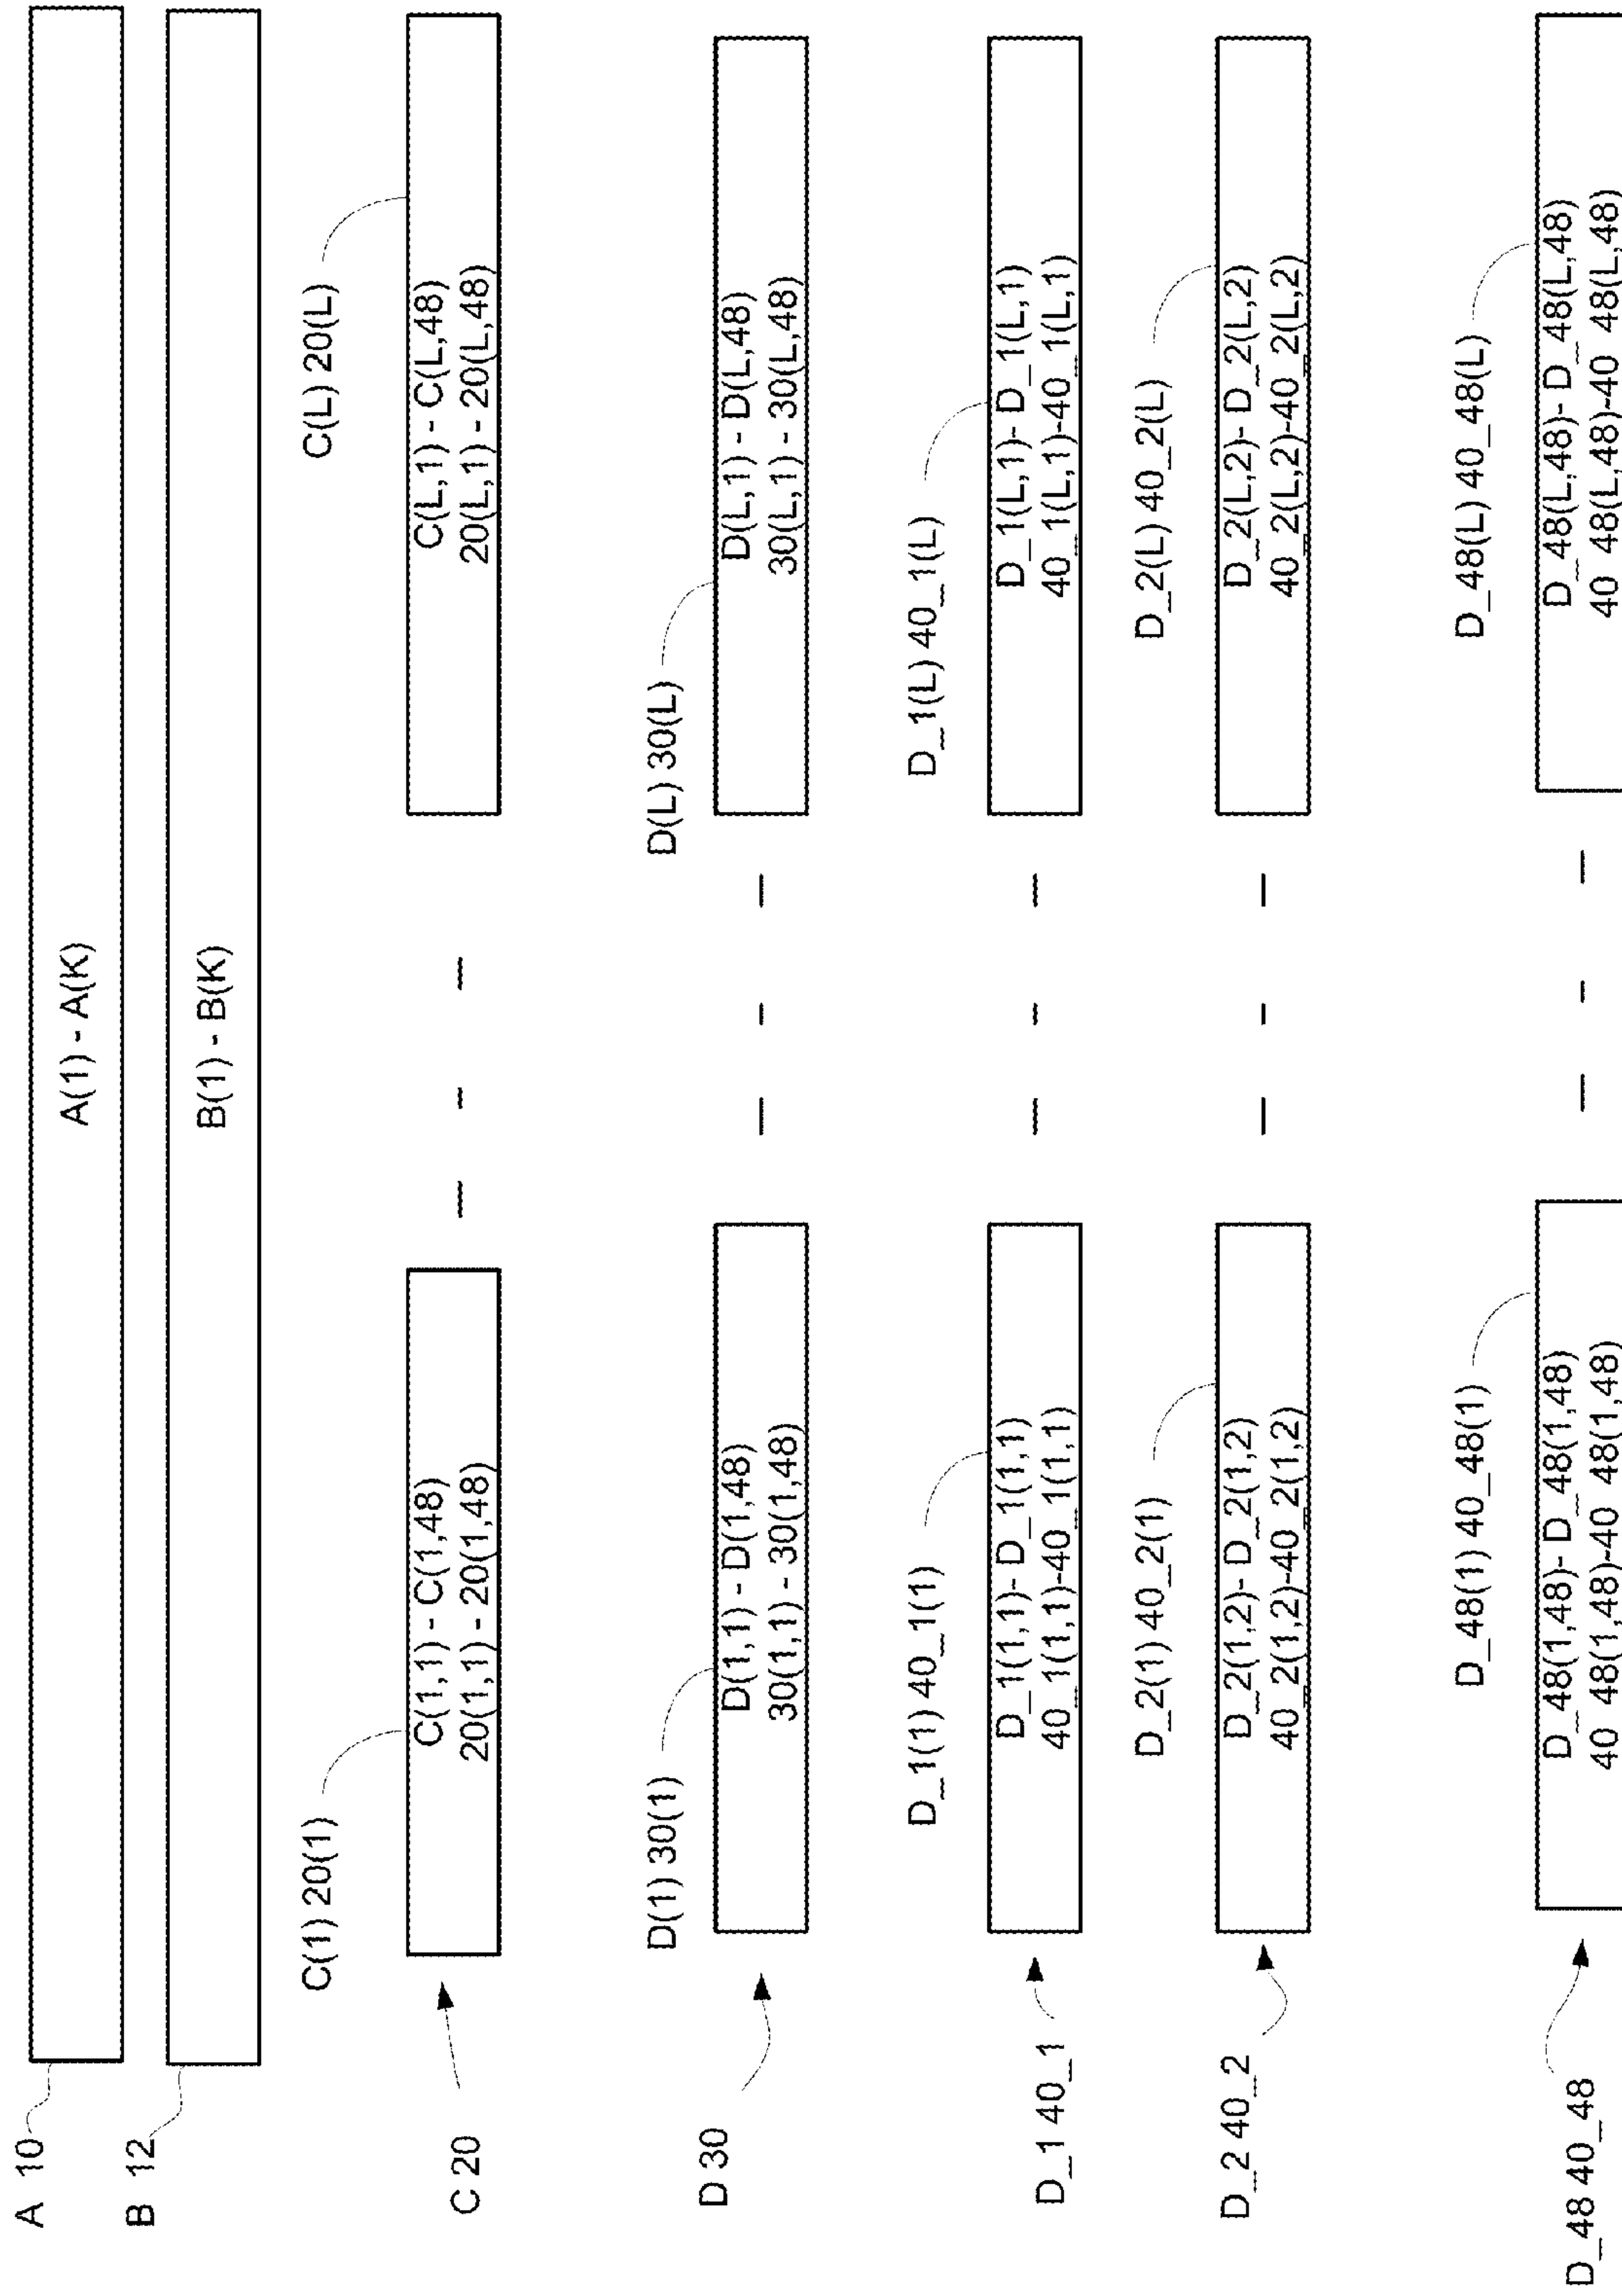 A 10
A(1) - A(K)
B 12
B(1) - B(K)
C(1) 20(1)
C(L) 20(L)
C 20
C(1,1) - C(1,48)
20(1,1) - 20(1,48)
C(L,1) - C(L,48)
20(L,1) - 20(L,48)
D(1) 30(1)
D(L) 30(L)
D 30
D(1,1) - D(1,48)
30(1,1) - 30(1,48)
D(L,1) - D(L,48)
30(L,1) - 30(L,48)
D_1(1) 40_1(1)
D_1(L) 40_1(L)
D_1 40_1
D_1(1,1)- D_1(1,1)
40_1(1,1)-40_1(1,1)
D_1(L,1)- D_1(L,1)
40_1(L,1)-40_1(L,1)
D_2(1) 40_2(1)
D_2(L) 40_2(L)
D_2 40_2
D_2(1,2)- D_2(1,2)
40_2(1,2)-40_2(1,2)
D_2(L,2)- D_2(L,2)
40_2(L,2)-40_2(L,2)
D_48(1) 40_48(1)
D_48(L) 40_48(L)
D_48 40_48
D_48(1,48)- D_48(1,48)
40_48(1,48)-40_48(1,48)
D_48(L,48)- D_48(L,48)
40_48(L,48)-40_48(L,48)